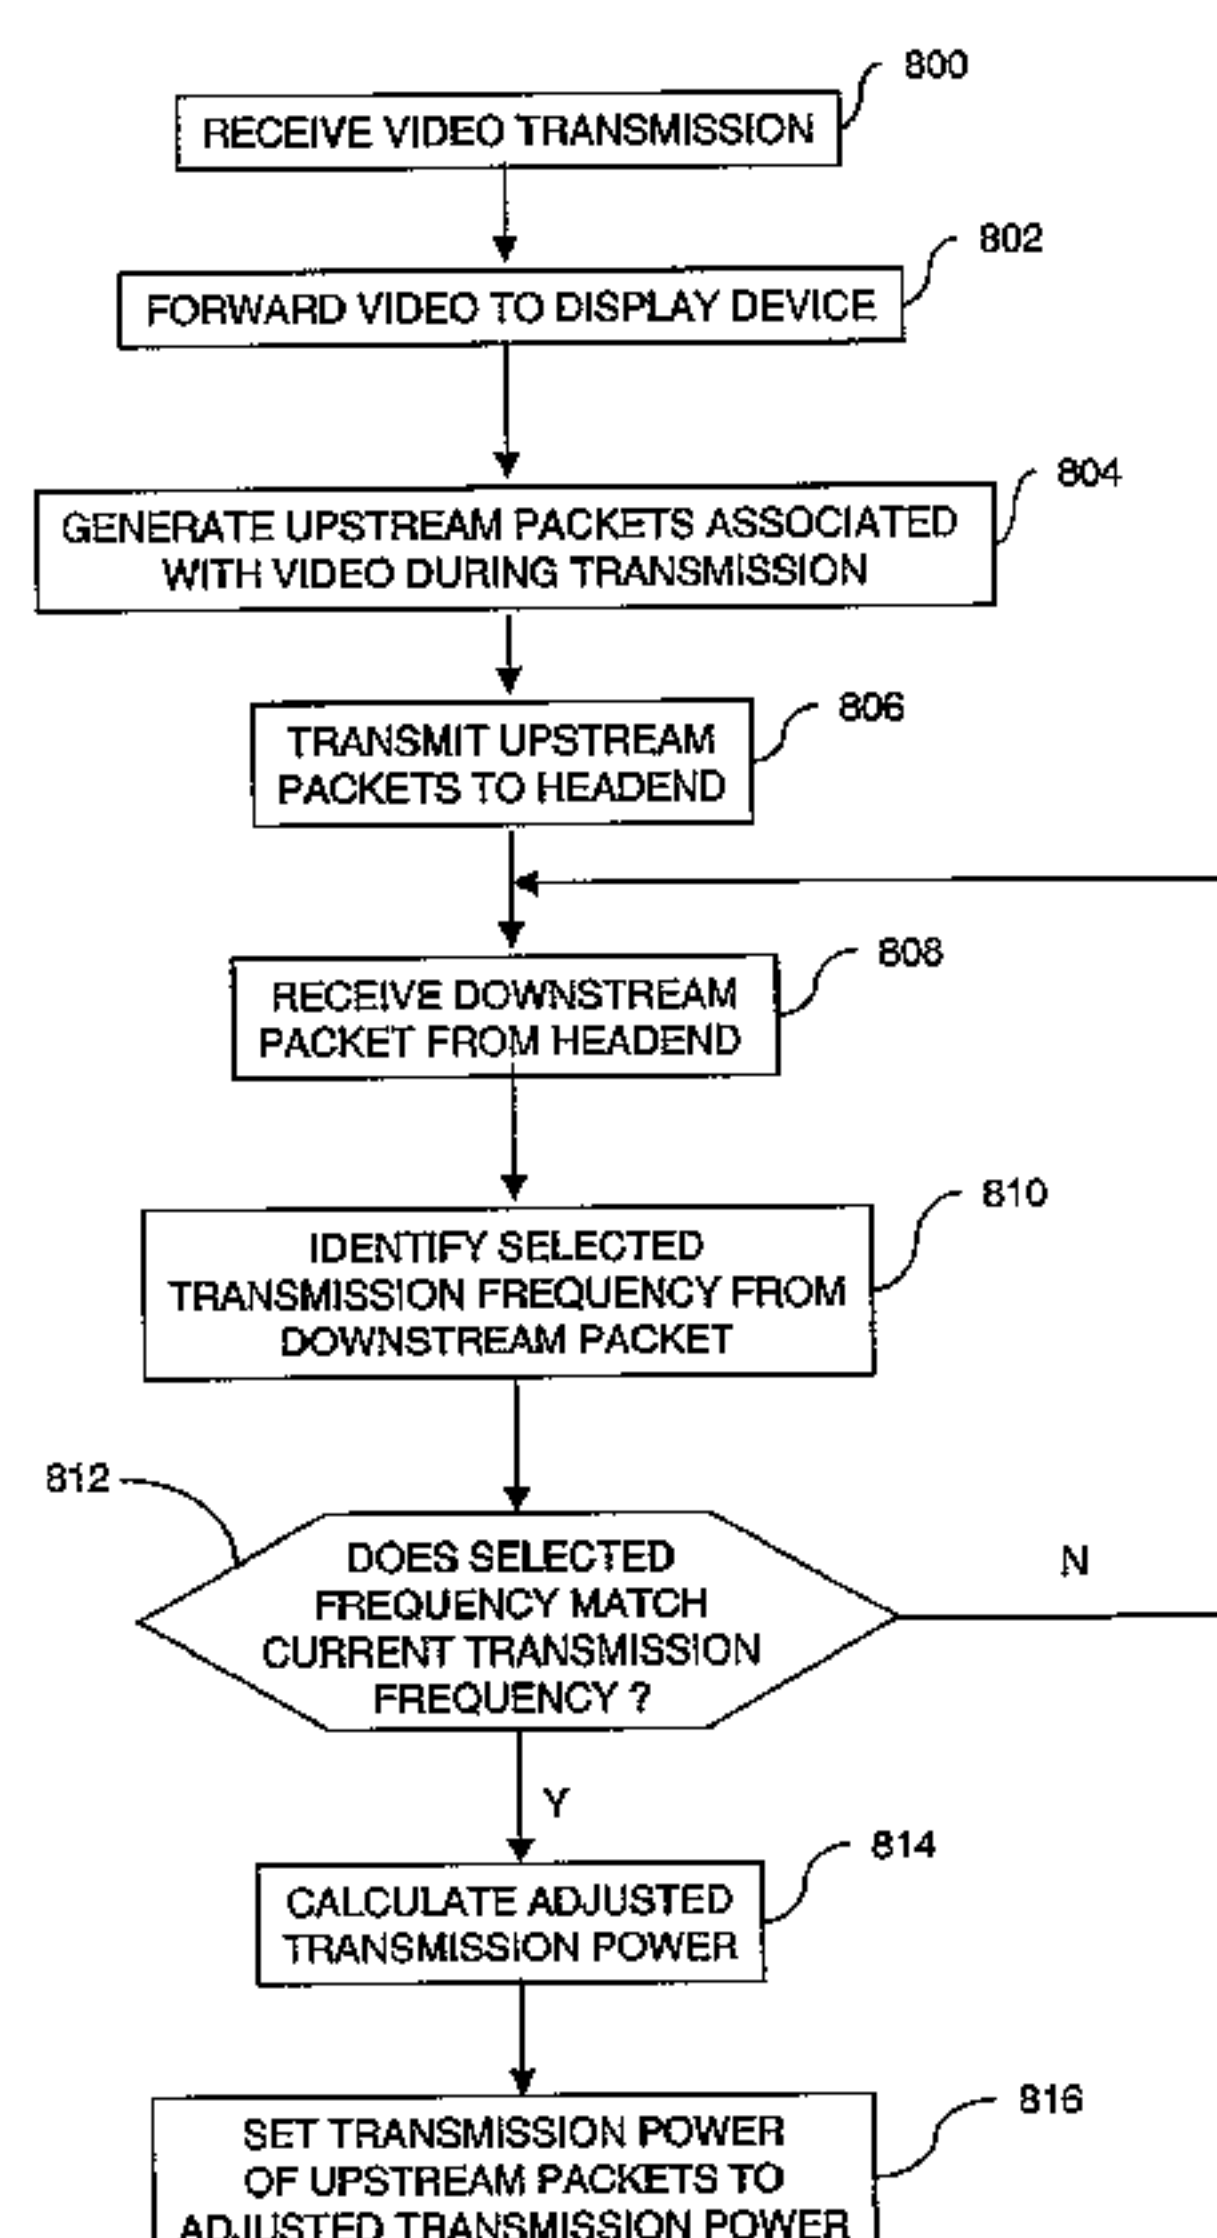 800
RECEIVE VIDEO TRANSMISSION
802
FORWARD VIDEO TO DISPLAY DEVICE
804
GENERATE UPSTREAM PACKETS ASSOCIATED
WITH VIDEO DURING TRANSMISSION
806
TRANSMIT UPSTREAM
PACKETS TO HEADEND
808
RECEIVE DOWNSTREAM
PACKET FROM HEADEND
810
IDENTIFY SELECTED
TRANSMISSION FREQUENCY FROM
DOWNSTREAM PACKET
812
DOES SELECTED
FREQUENCY MATCH
CURRENT TRANSMISSION
FREQUENCY ?
N
Y
814
CALCULATE ADJUSTED
TRANSMISSION POWER
816
SET TRANSMISSION POWER
OF UPSTREAM PACKETS TO
ADJUSTED TRANSMISSION POWER